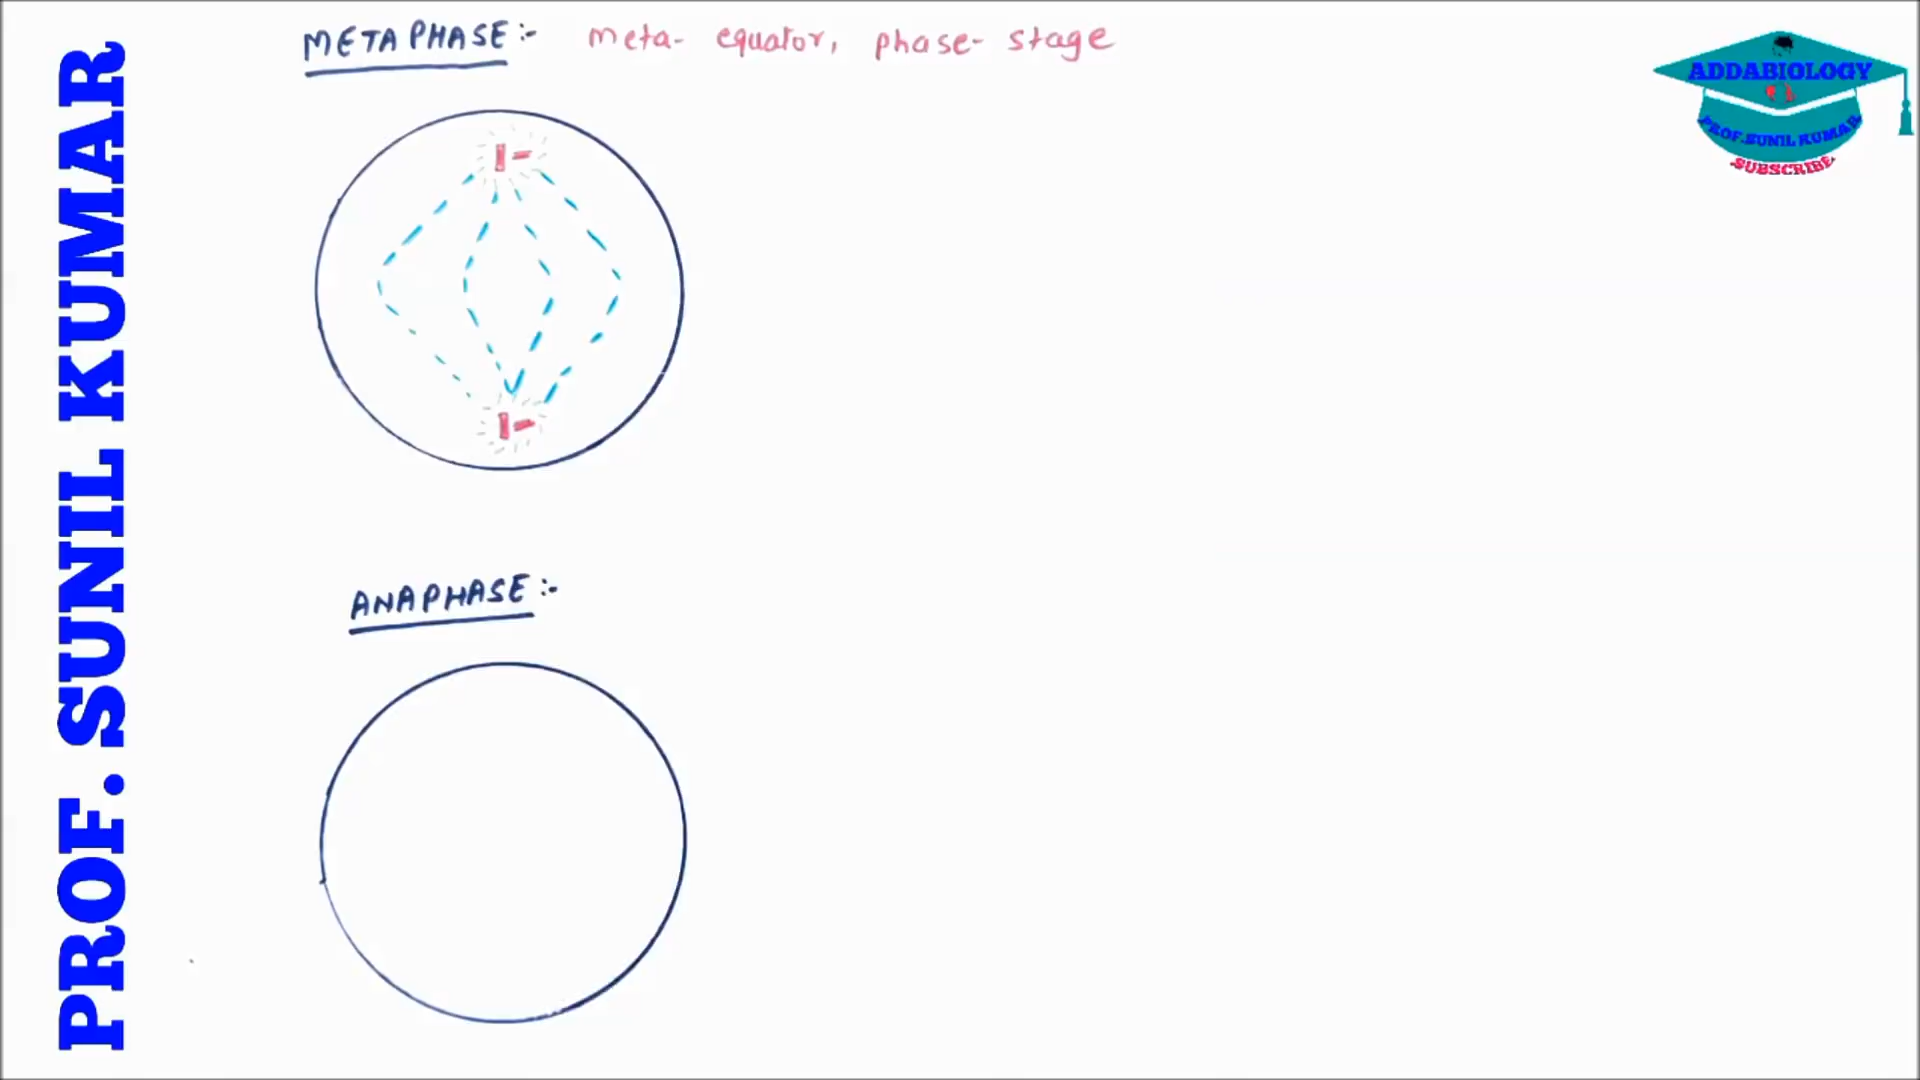 METAPHASE :- meta- equator, phase- stage
ADDABIOLOGY
PROF.SUNIL KUMAR
SUBSCRIBE
PROF. SUNIL KUMAR
ANAPHASE :-